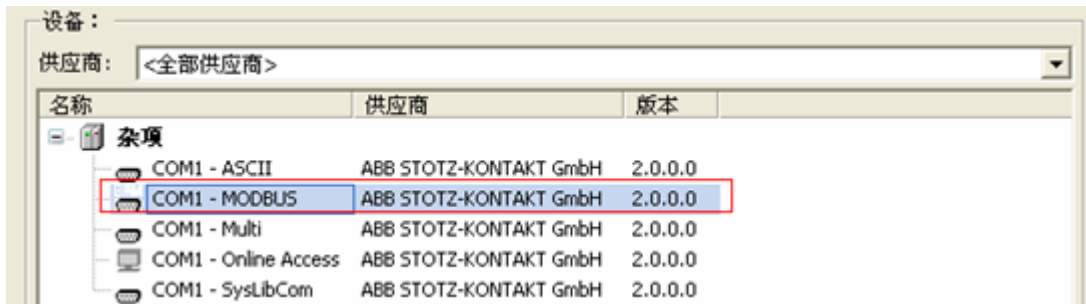 设备：
供应商： <全部供应商>
名称 供应商 版本
杂项
COM1 - ASCII ABB STOTZ-KONTAKT GmbH 2.0.0.0
COM1 - MODBUS ABB STOTZ-KONTAKT GmbH 2.0.0.0
COM1 - Multi ABB STOTZ-KONTAKT GmbH 2.0.0.0
COM1 - Online Access ABB STOTZ-KONTAKT GmbH 2.0.0.0
COM1 - SysLibCom ABB STOTZ-KONTAKT GmbH 2.0.0.0